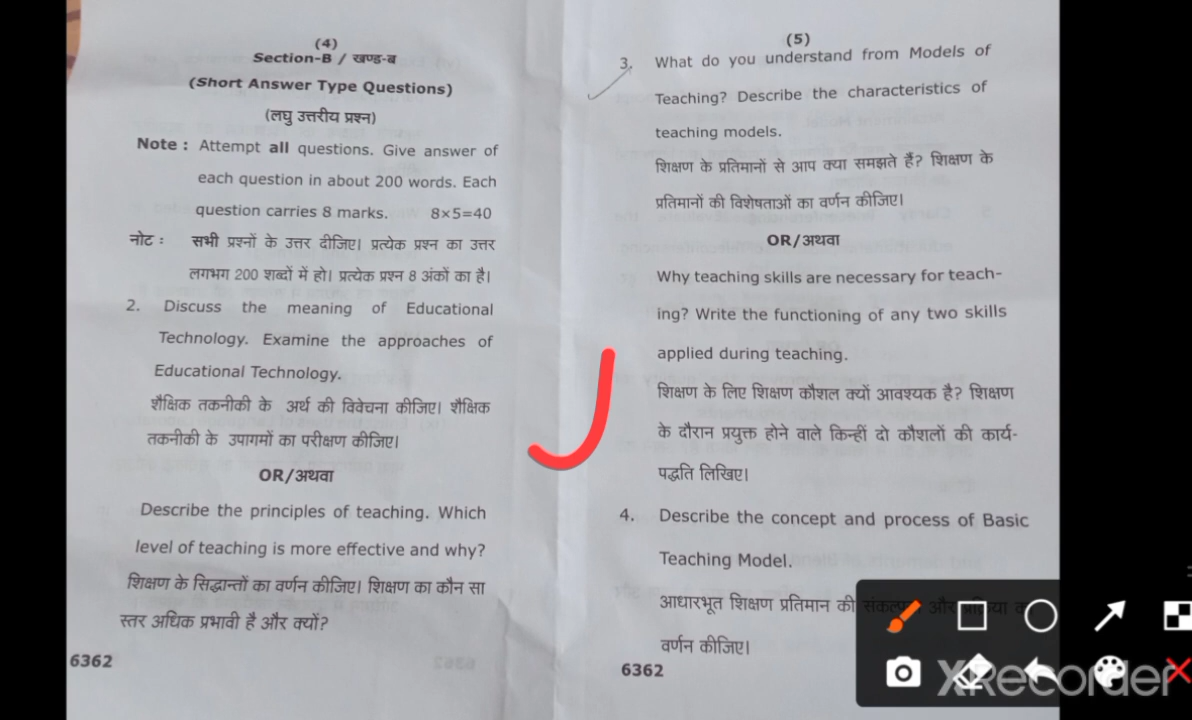 (4)
Section-B / खण्ड-ब
(Short Answer Type Questions)
(लघु उत्तरीय प्रश्न)
Note : Attempt all questions. Give answer of
each question in about 200 words. Each
question carries 8 marks. 8×5=40
नोट : सभी प्रश्नों के उत्तर दीजिए। प्रत्येक प्रश्न का उत्तर
लगभग 200 शब्दों में हो। प्रत्येक प्रश्न 8 अंकों का है।
2. Discuss the meaning of Educational
Technology. Examine the approaches of
Educational Technology.
शैक्षिक तकनीकी के अर्थ की विवेचना कीजिए। शैक्षिक
तकनीकी के उपागमों का परीक्षण कीजिए।
OR/अथवा
Describe the principles of teaching. Which
level of teaching is more effective and why?
शिक्षण के सिद्धान्तों का वर्णन कीजिए। शिक्षण का कौन सा
स्तर अधिक प्रभावी है और क्यों?
6362
(5)
3. What do you understand from Models of
Teaching? Describe the characteristics of
teaching models.
शिक्षण के प्रतिमानों से आप क्या समझते हैं? शिक्षण के
प्रतिमानों की विशेषताओं का वर्णन कीजिए।
OR/अथवा
Why teaching skills are necessary for teach-
ing? Write the functioning of any two skills
applied during teaching.
शिक्षण के लिए शिक्षण कौशल क्यों आवश्यक है? शिक्षण
के दौरान प्रयुक्त होने वाले किन्हीं दो कौशलों की कार्य-
पद्धति लिखिए।
4. Describe the concept and process of Basic
Teaching Model.
आधारभूत शिक्षण प्रतिमान की संकल्पना और प्रक्रिया का
वर्णन कीजिए।
6362
XRecorder